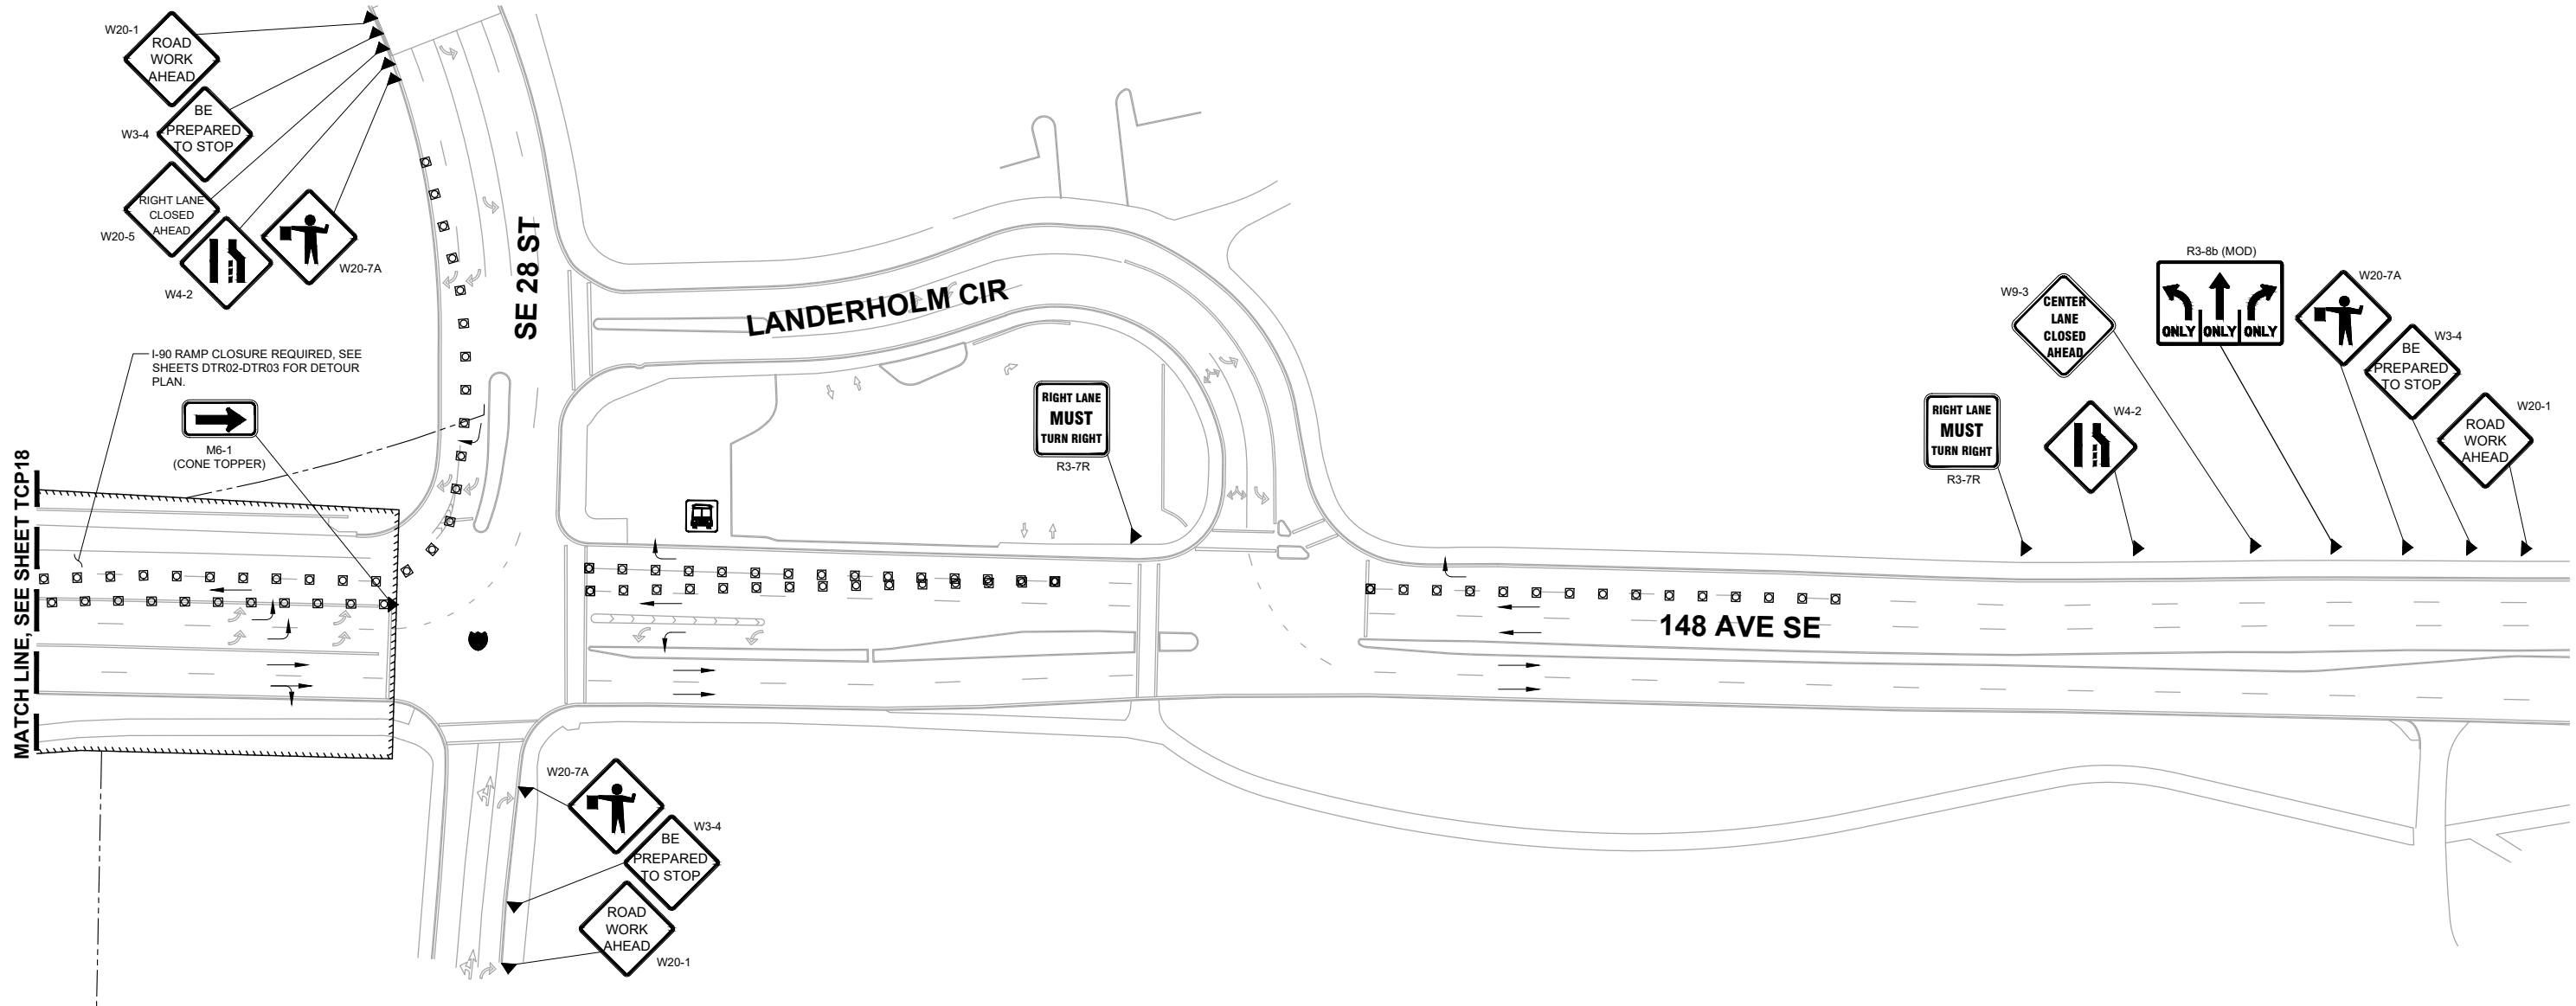 W20-1
ROAD
WORK
AHEAD
W3-4
BE
PREPARED
TO STOP
W20-5
RIGHT LANE
CLOSED
AHEAD
W4-2
W20-7A
I-90 RAMP CLOSURE REQUIRED, SEE
SHEETS DTR02-DTR03 FOR DETOUR
PLAN.
M6-1
(CONE TOPPER)
MATCH LINE, SEE SHEET TCP18
SE 28 ST
LANDERHOLM CIR
RIGHT LANE
MUST
TURN RIGHT
R3-7R
148 AVE SE
RIGHT LANE
MUST
TURN RIGHT
R3-7R
W4-2
W9-3
CENTER
LANE
CLOSED
AHEAD
R3-8b (MOD)
ONLY ONLY ONLY
W20-7A
W3-4
BE
PREPARED
TO STOP
W20-1
ROAD
WORK
AHEAD
W20-7A
W3-4
BE
PREPARED
TO STOP
ROAD
WORK
AHEAD
W20-1